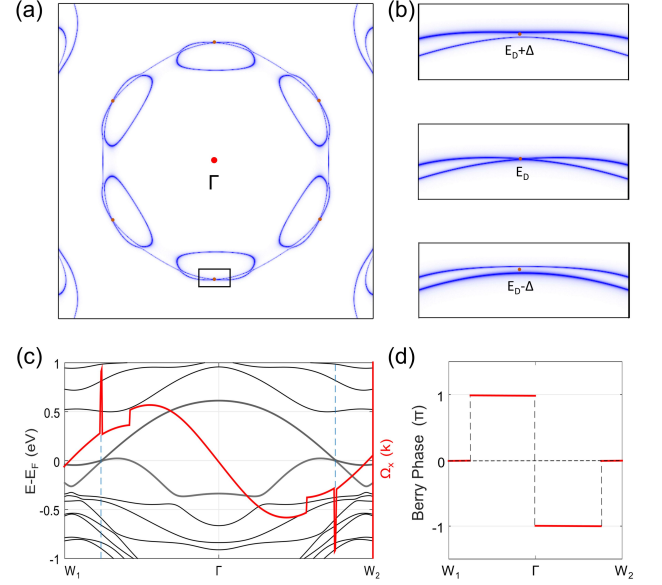 (a)
(b)
Γ
E_D+Δ
E_D
E_D-Δ
(c)
(d)
E-E_F (eV)
1
0.5
0
-0.5
-1
W_1
Γ
W_2
Ω_x (k)
Berry Phase (π)
1
0
-1
W_1
Γ
W_2